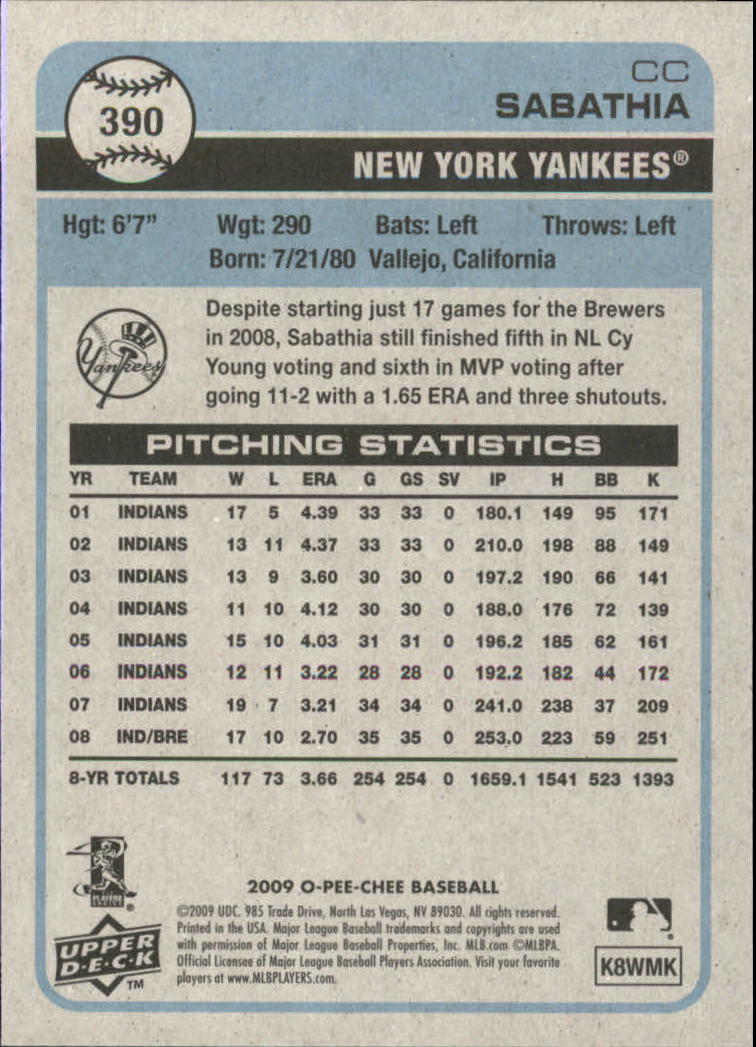 390
CC
SABATHIA
NEW YORK YANKEES®
Hgt: 6'7" Wgt: 290 Bats: Left Throws: Left
Born: 7/21/80 Vallejo, California
Yankees
Despite starting just 17 games for the Brewers
in 2008, Sabathia still finished fifth in NL Cy
Young voting and sixth in MVP voting after
going 11-2 with a 1.65 ERA and three shutouts.
PITCHING STATISTICS
YR TEAM W L ERA G GS SV IP H BB K
01 INDIANS 17 5 4.39 33 33 0 180.1 149 95 171
02 INDIANS 13 11 4.37 33 33 0 210.0 198 88 149
03 INDIANS 13 9 3.60 30 30 0 197.2 190 66 141
04 INDIANS 11 10 4.12 30 30 0 188.0 176 72 139
05 INDIANS 15 10 4.03 31 31 0 196.2 185 62 161
06 INDIANS 12 11 3.22 28 28 0 192.2 182 44 172
07 INDIANS 19 7 3.21 34 34 0 241.0 238 37 209
08 IND/BRE 17 10 2.70 35 35 0 253.0 223 59 251
8-YR TOTALS 117 73 3.66 254 254 0 1659.1 1541 523 1393
2009 O-PEE-CHEE BASEBALL
©2009 UDC. 985 Trade Drive, North Las Vegas, NV 89030. All rights reserved.
Printed in the USA. Major League Baseball trademarks and copyrights are used
with permission of Major League Baseball Properties, Inc. MLB.com ©MLBPA.
Official Licensee of Major League Baseball Players Association. Visit your favorite
players at www.MLBPLAYERS.com.
PLAYERS
®
UPPER
D·E·C·K
TM
K8WMK